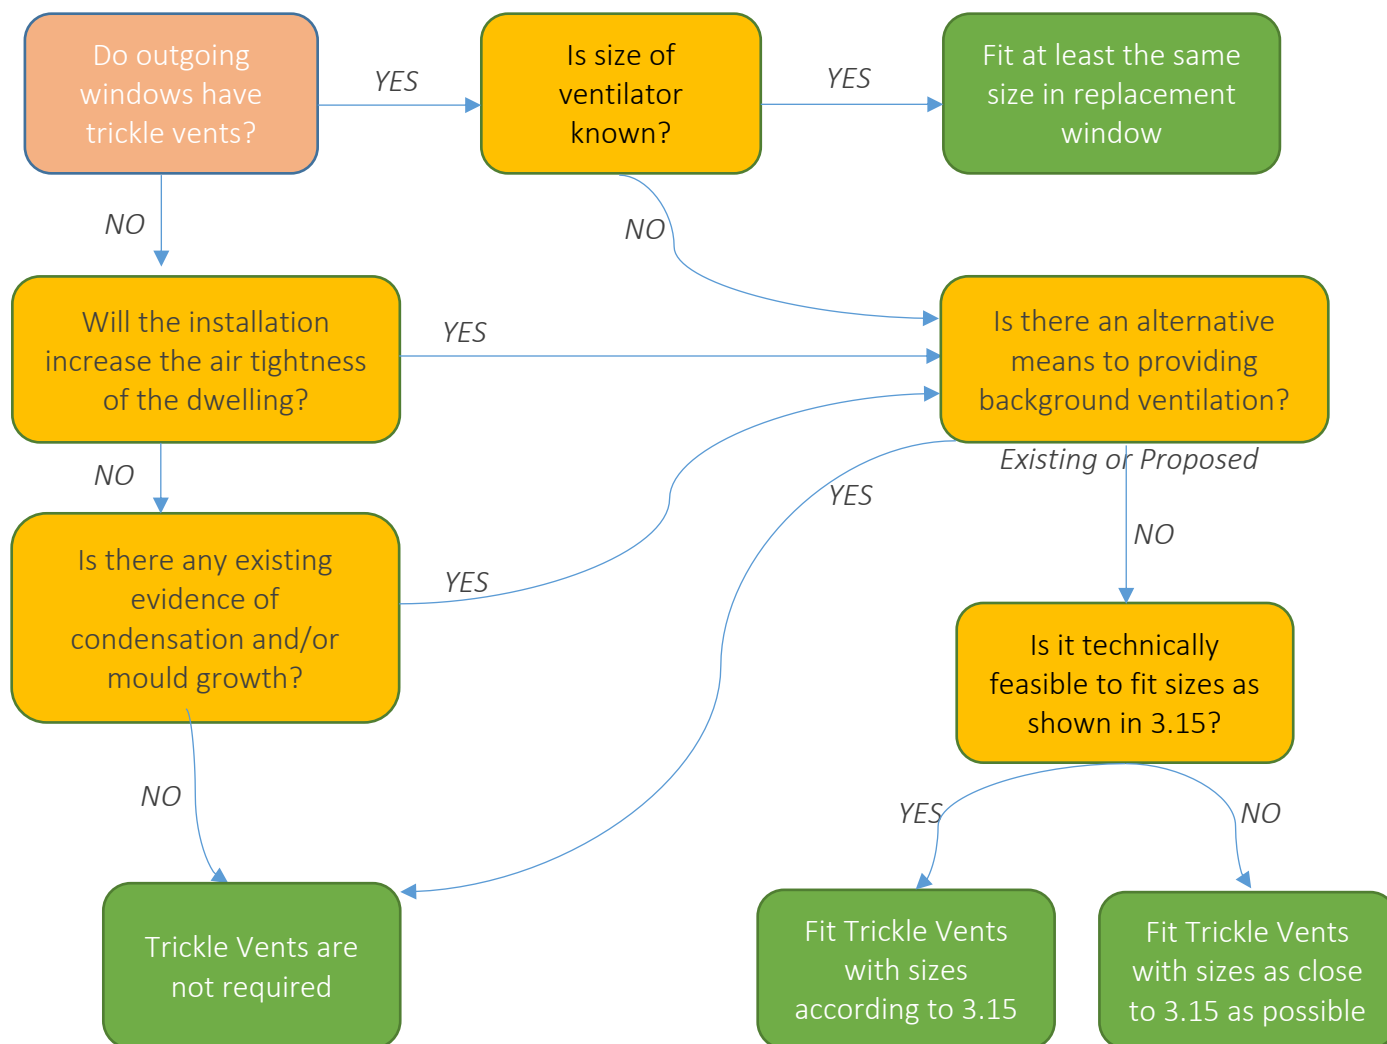 Do outgoing
windows have
trickle vents?
YES
Is size of
ventilator
known?
YES
Fit at least the same
size in replacement
window
NO
NO
Will the installation
increase the air tightness
of the dwelling?
YES
Is there an alternative
means to providing
background ventilation?
Existing or Proposed
NO
YES
NO
Is there any existing
evidence of
condensation and/or
mould growth?
YES
Is it technically
feasible to fit sizes as
shown in 3.15?
NO
YES
NO
Trickle Vents are
not required
Fit Trickle Vents
with sizes
according to 3.15
Fit Trickle Vents
with sizes as close
to 3.15 as possible